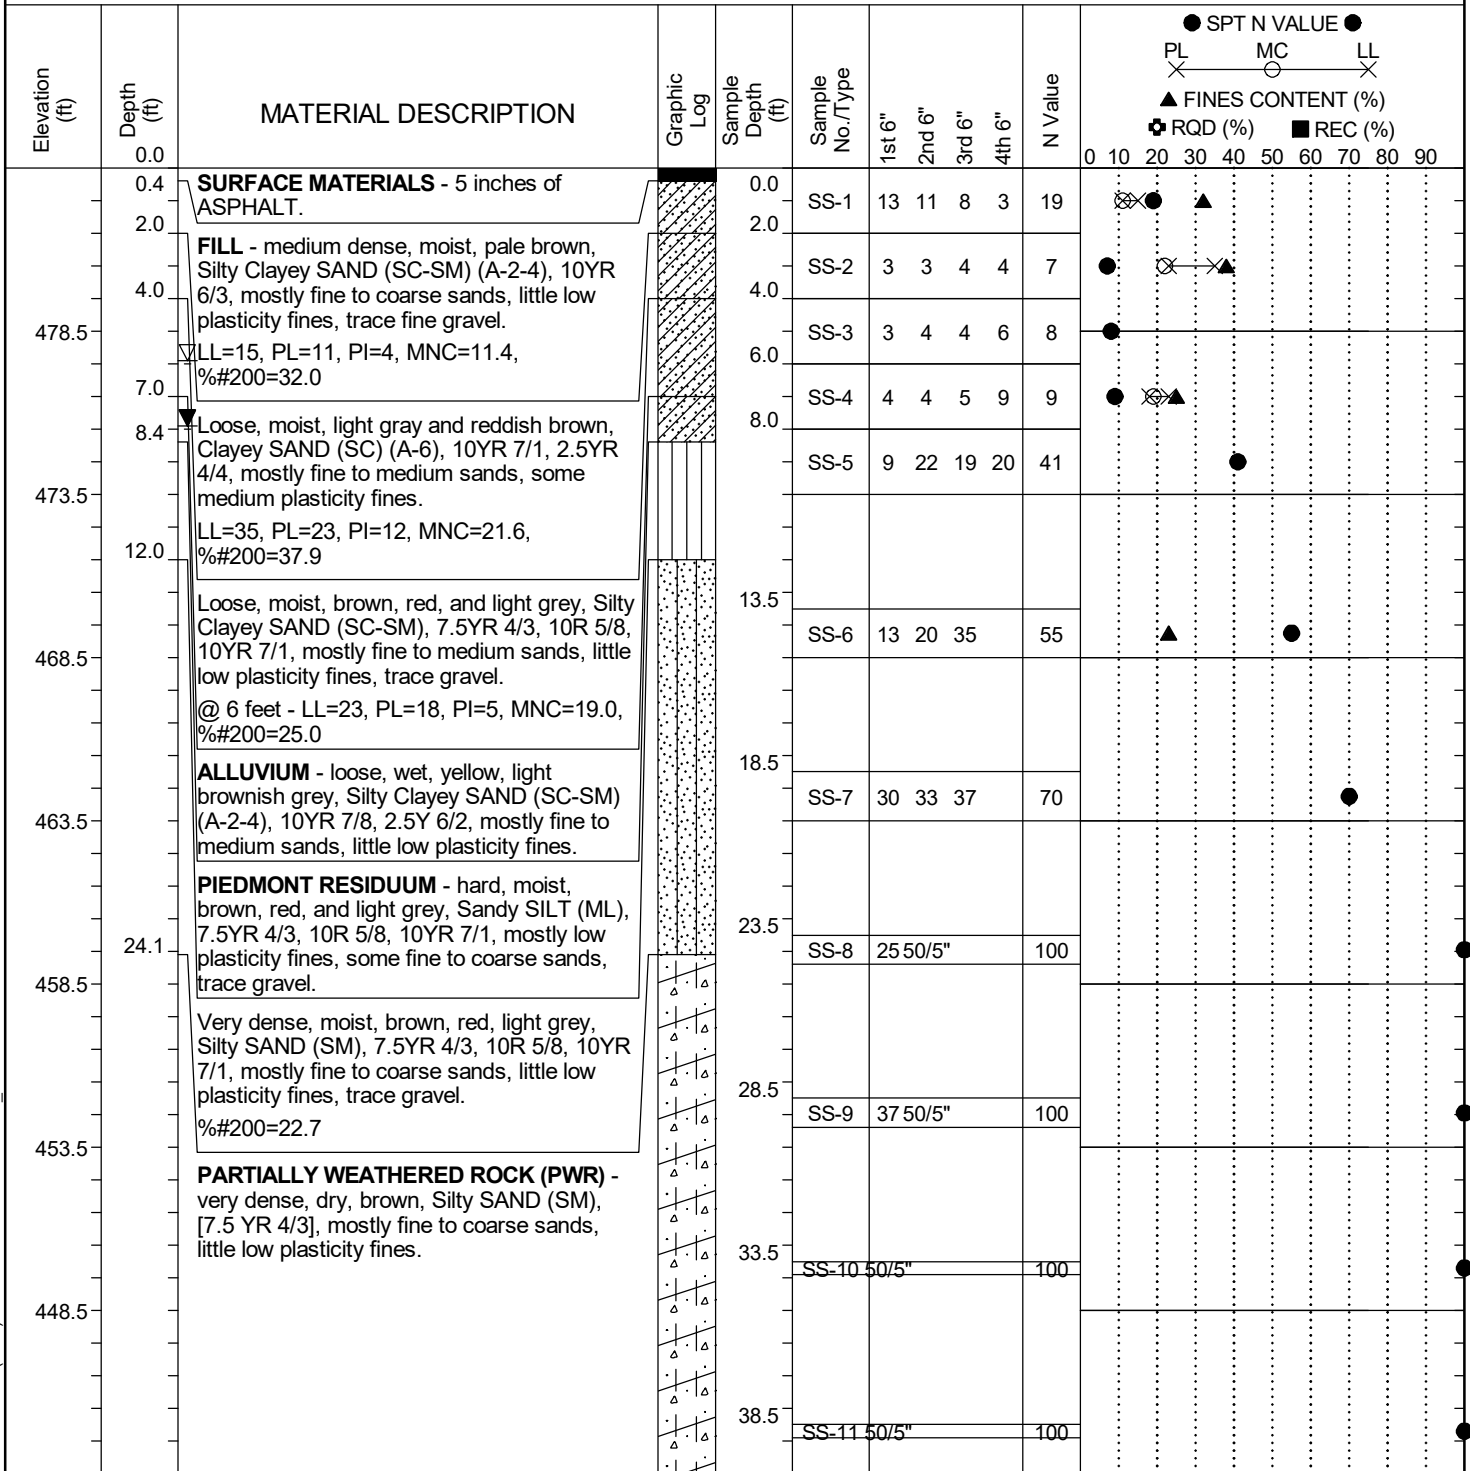 ● SPT N VALUE ●
PL MC LL
▲ FINES CONTENT (%)
RQD (%) ■ REC (%)
0 10 20 30 40 50 60 70 80 90
Elevation (ft)
Depth (ft)
0.0
MATERIAL DESCRIPTION
Graphic Log
Sample Depth (ft)
Sample No./Type
1st 6"
2nd 6"
3rd 6"
4th 6"
N Value
0.4
2.0
4.0
478.5
7.0
8.4
473.5
12.0
468.5
463.5
24.1
458.5
453.5
448.5
SURFACE MATERIALS - 5 inches of
ASPHALT.
FILL - medium dense, moist, pale brown,
Silty Clayey SAND (SC-SM) (A-2-4), 10YR
6/3, mostly fine to coarse sands, little low
plasticity fines, trace fine gravel.
LL=15, PL=11, PI=4, MNC=11.4,
%#200=32.0
Loose, moist, light gray and reddish brown,
Clayey SAND (SC) (A-6), 10YR 7/1, 2.5YR
4/4, mostly fine to medium sands, some
medium plasticity fines.
LL=35, PL=23, PI=12, MNC=21.6,
%#200=37.9
Loose, moist, brown, red, and light grey, Silty
Clayey SAND (SC-SM), 7.5YR 4/3, 10R 5/8,
10YR 7/1, mostly fine to medium sands, little
low plasticity fines, trace gravel.
@ 6 feet - LL=23, PL=18, PI=5, MNC=19.0,
%#200=25.0
ALLUVIUM - loose, wet, yellow, light
brownish grey, Silty Clayey SAND (SC-SM)
(A-2-4), 10YR 7/8, 2.5Y 6/2, mostly fine to
medium sands, little low plasticity fines.
PIEDMONT RESIDUUM - hard, moist,
brown, red, and light grey, Sandy SILT (ML),
7.5YR 4/3, 10R 5/8, 10YR 7/1, mostly low
plasticity fines, some fine to coarse sands,
trace gravel.
Very dense, moist, brown, red, light grey,
Silty SAND (SM), 7.5YR 4/3, 10R 5/8, 10YR
7/1, mostly fine to coarse sands, little low
plasticity fines, trace gravel.
%#200=22.7
PARTIALLY WEATHERED ROCK (PWR) -
very dense, dry, brown, Silty SAND (SM),
[7.5 YR 4/3], mostly fine to coarse sands,
little low plasticity fines.
0.0
SS-1 13 11 8 3 19
2.0
SS-2 3 3 4 4 7
4.0
SS-3 3 4 4 6 8
6.0
SS-4 4 4 5 9 9
8.0
SS-5 9 22 19 20 41
13.5
SS-6 13 20 35 55
18.5
SS-7 30 33 37 70
23.5
SS-8 25 50/5" 100
28.5
SS-9 37 50/5" 100
33.5
SS-10 50/5" 100
38.5
SS-11 50/5" 100